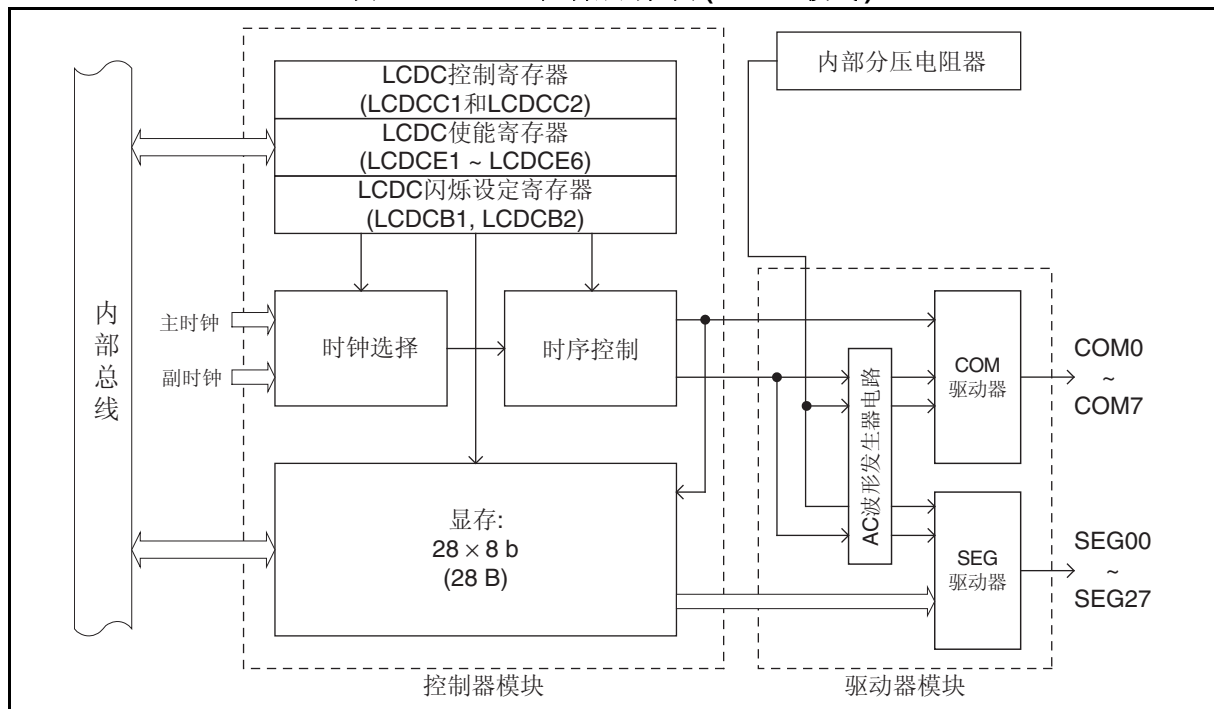 内部分压电阻器
LCDC控制寄存器
(LCDCC1和LCDCC2)
LCDC使能寄存器
(LCDCE1 ~ LCDCE6)
LCDC闪烁设定寄存器
(LCDCB1, LCDCB2)
内部总线
主时钟
副时钟
时钟选择
时序控制
AC波形发生器电路
COM
驱动器
COM0
~
COM7
显存:
28 × 8 b
(28 B)
SEG
驱动器
SEG00
~
SEG27
控制器模块
驱动器模块